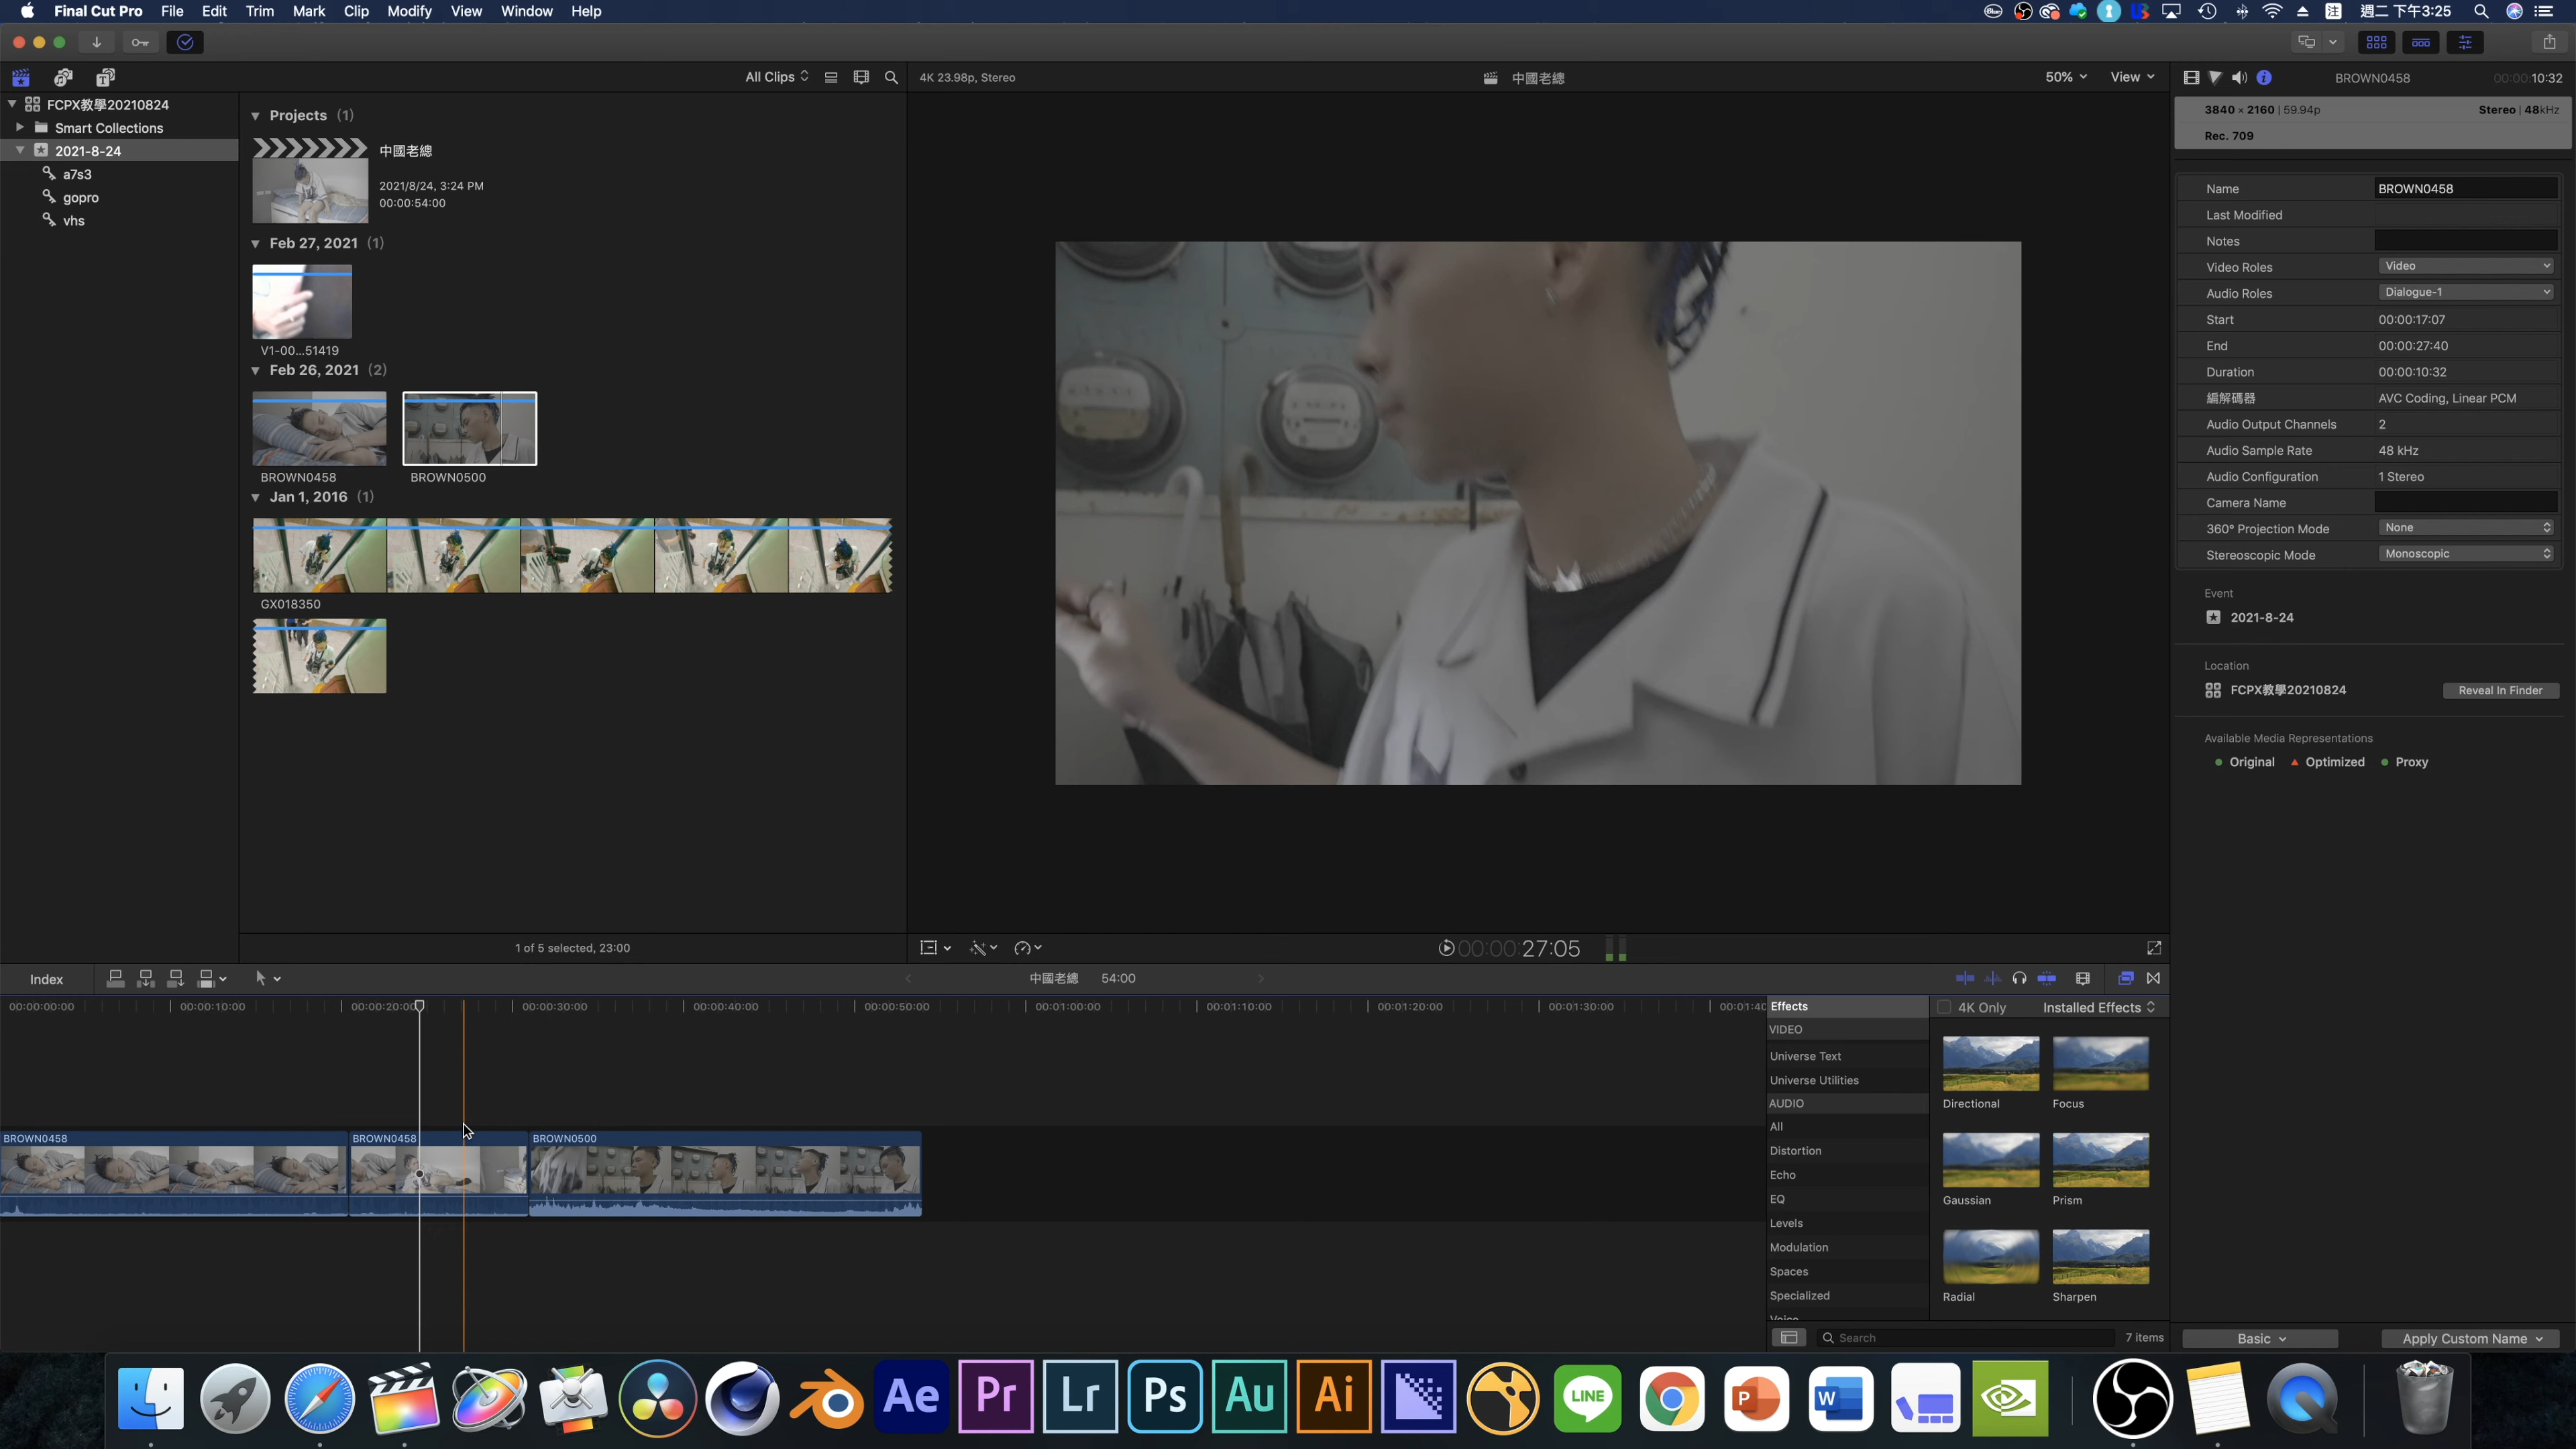 Final Cut Pro File Edit Trim Mark Clip Modify View Window Help
注 週二 下午3:25
All Clips
4K 23.98p, Stereo
中國老總
50% View
BROWN0458
00:00:10:32
FCPX教學20210824
Smart Collections
2021-8-24
a7s3
gopro
vhs
Projects (1)
中國老總
2021/8/24, 3:24 PM
00:00:54:00
Feb 27, 2021 (1)
V1-00...51419
Feb 26, 2021 (2)
BROWN0458
BROWN0500
Jan 1, 2016 (1)
GX018350
1 of 5 selected, 23:00
00:00:00:27:05
3840 × 2160 | 59.94p
Stereo | 48kHz
Rec. 709
Name BROWN0458
Last Modified
Notes
Video Roles Video
Audio Roles Dialogue-1
Start 00:00:17:07
End 00:00:27:40
Duration 00:00:10:32
編解碼器 AVC Coding, Linear PCM
Audio Output Channels 2
Audio Sample Rate 48 kHz
Audio Configuration 1 Stereo
Camera Name
360° Projection Mode None
Stereoscopic Mode Monoscopic
Event
2021-8-24
Location
FCPX教學20210824 Reveal In Finder
Available Media Representations
Original Optimized Proxy
Index
中國老總 54:00
00:00:00:00 00:00:10:00 00:00:20:00 00:00:30:00 00:00:40:00 00:00:50:00 00:01:00:00 00:01:10:00 00:01:20:00 00:01:30:00 00:01:40
BROWN0458 BROWN0458 BROWN0500
Effects
VIDEO
Universe Text
Universe Utilities
AUDIO
All
Distortion
Echo
EQ
Levels
Modulation
Spaces
Specialized
Voice
4K Only Installed Effects
Directional Focus
Gaussian Prism
Radial Sharpen
Search 7 items
Basic Apply Custom Name
Ae Pr Lr Ps Au Ai LINE P W